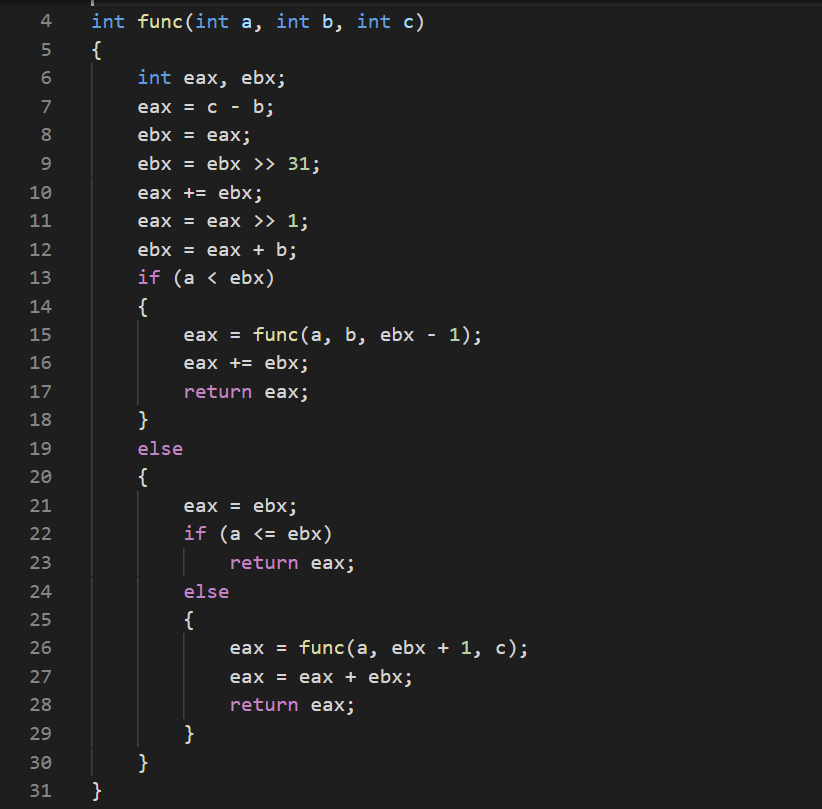 4 int func(int a, int b, int c)
5 {
6 int eax, ebx;
7 eax = c - b;
8 ebx = eax;
9 ebx = ebx >> 31;
10 eax += ebx;
11 eax = eax >> 1;
12 ebx = eax + b;
13 if (a < ebx)
14 {
15 eax = func(a, b, ebx - 1);
16 eax += ebx;
17 return eax;
18 }
19 else
20 {
21 eax = ebx;
22 if (a <= ebx)
23 return eax;
24 else
25 {
26 eax = func(a, ebx + 1, c);
27 eax = eax + ebx;
28 return eax;
29 }
30 }
31 }